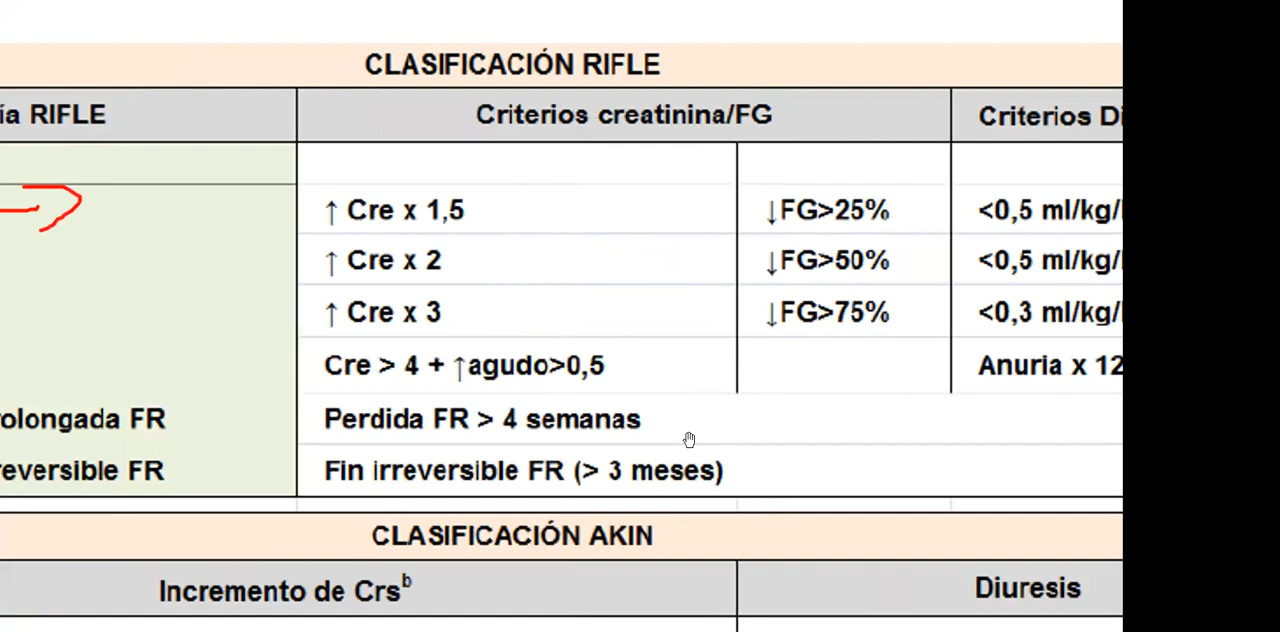 CLASIFICACIÓN RIFLE
ía RIFLE Criterios creatinina/FG Criterios Di
↑ Cre x 1,5 ↓FG>25% <0,5 ml/kg/
↑ Cre x 2 ↓FG>50% <0,5 ml/kg/
↑ Cre x 3 ↓FG>75% <0,3 ml/kg/
Cre > 4 + ↑agudo>0,5 Anuria x 12
rolongada FR Perdida FR > 4 semanas
reversible FR Fin irreversible FR (> 3 meses)
CLASIFICACIÓN AKIN
Incremento de Crsᵇ Diuresis